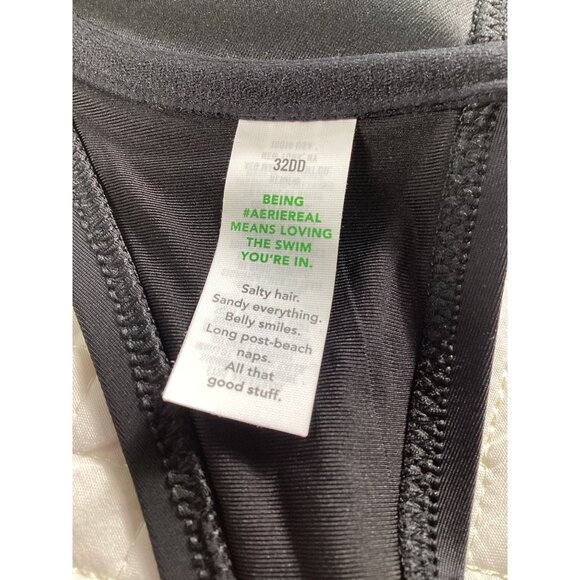 32DD
BEING
#AERIEREAL
MEANS LOVING
THE SWIM
YOU'RE IN.
Salty hair.
Sandy everything.
Belly smiles.
Long post-beach
naps.
All that
good stuff.